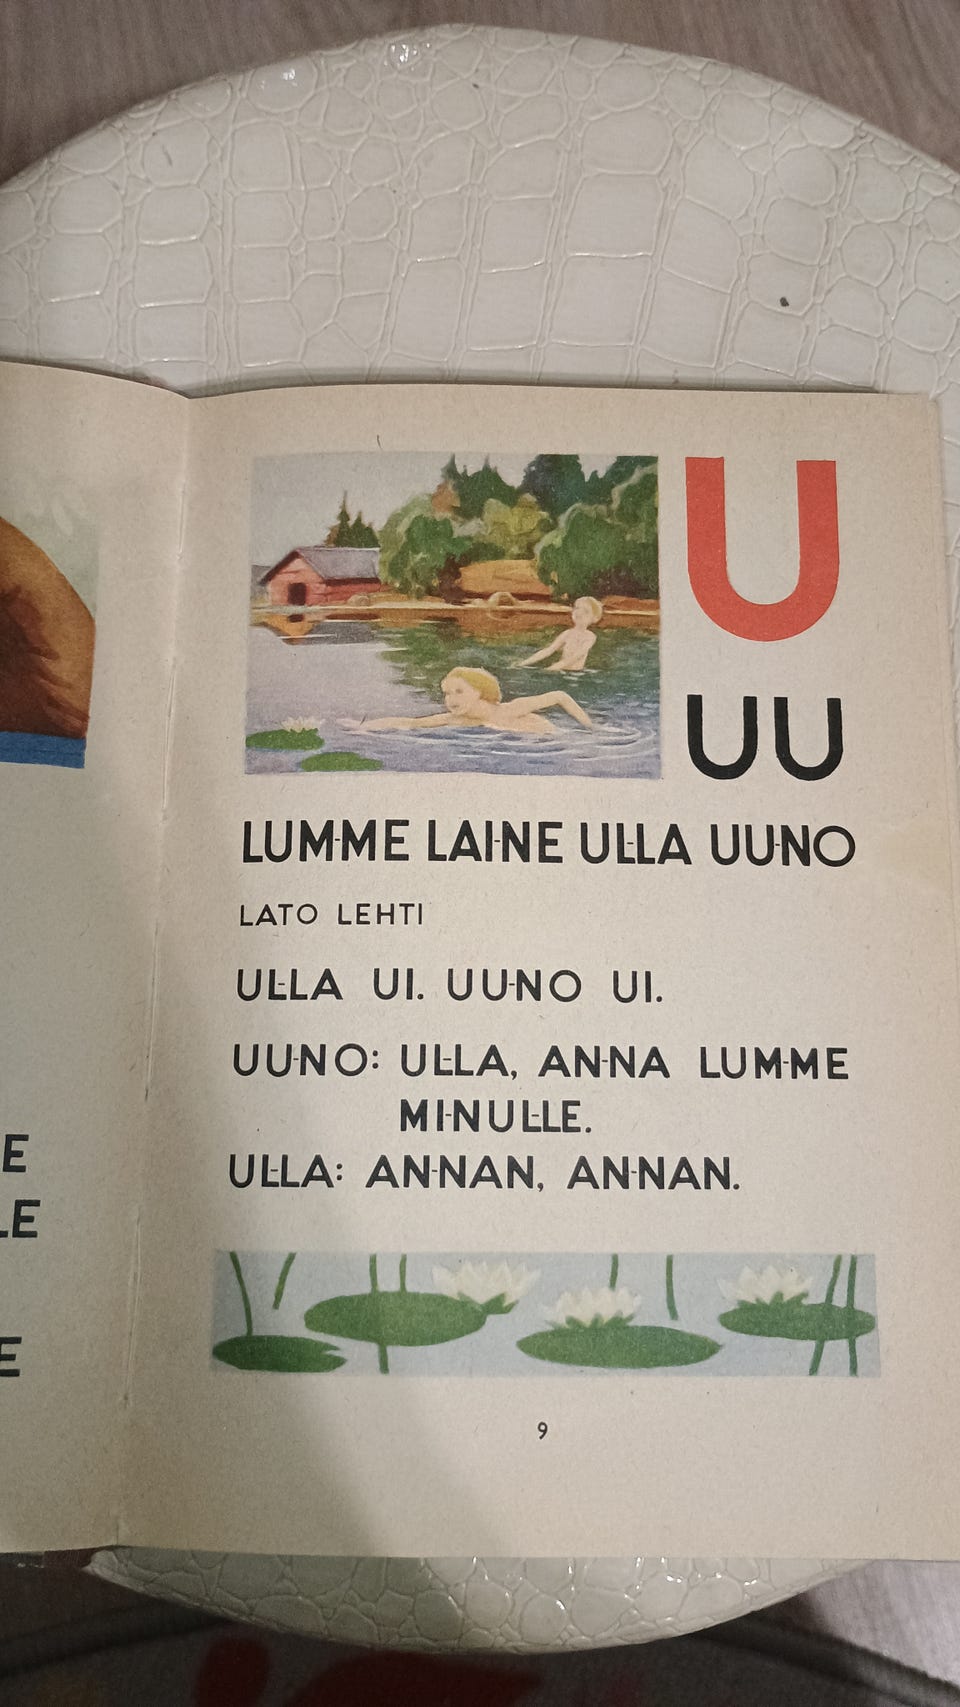 E
LE
E
U
UU
LUM-ME LAI-NE UL-LA UU-NO
LATO LEHTI
UL-LA UI. UU-NO UI.
UU-NO: UL-LA, AN-NA LUM-ME
MI-NUL-LE.
UL-LA: AN-NAN, AN-NAN.
9